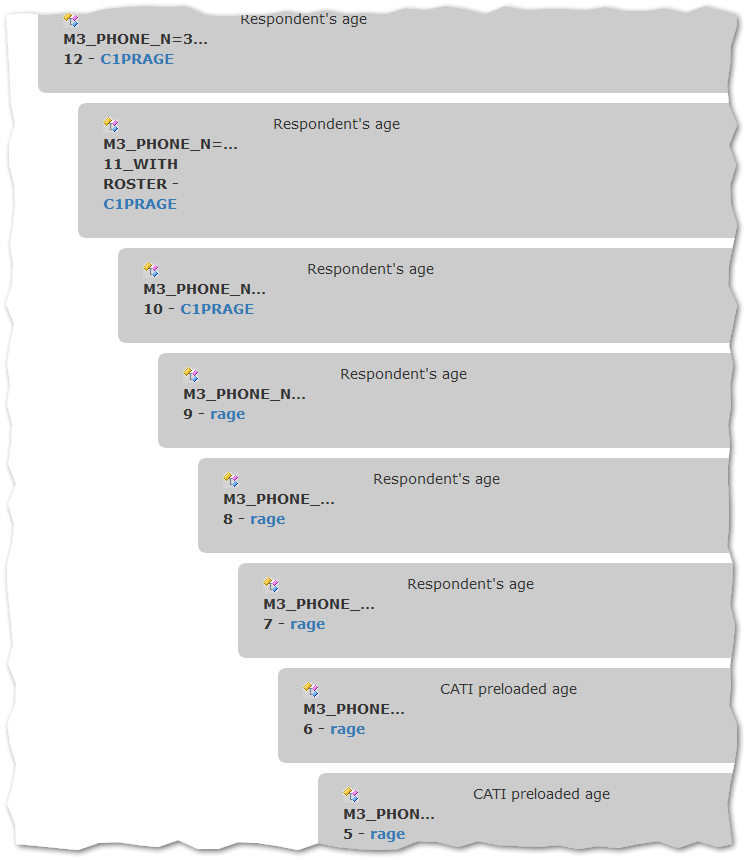 Respondent's age
M3_PHONE_N=3...
12 - C1PRAGE
Respondent's age
M3_PHONE_N=...
11_WITH
ROSTER -
C1PRAGE
Respondent's age
M3_PHONE_N...
10 - C1PRAGE
Respondent's age
M3_PHONE_N...
9 - rage
Respondent's age
M3_PHONE_...
8 - rage
Respondent's age
M3_PHONE_...
7 - rage
CATI preloaded age
M3_PHONE...
6 - rage
CATI preloaded age
M3_PHON...
5 - rage